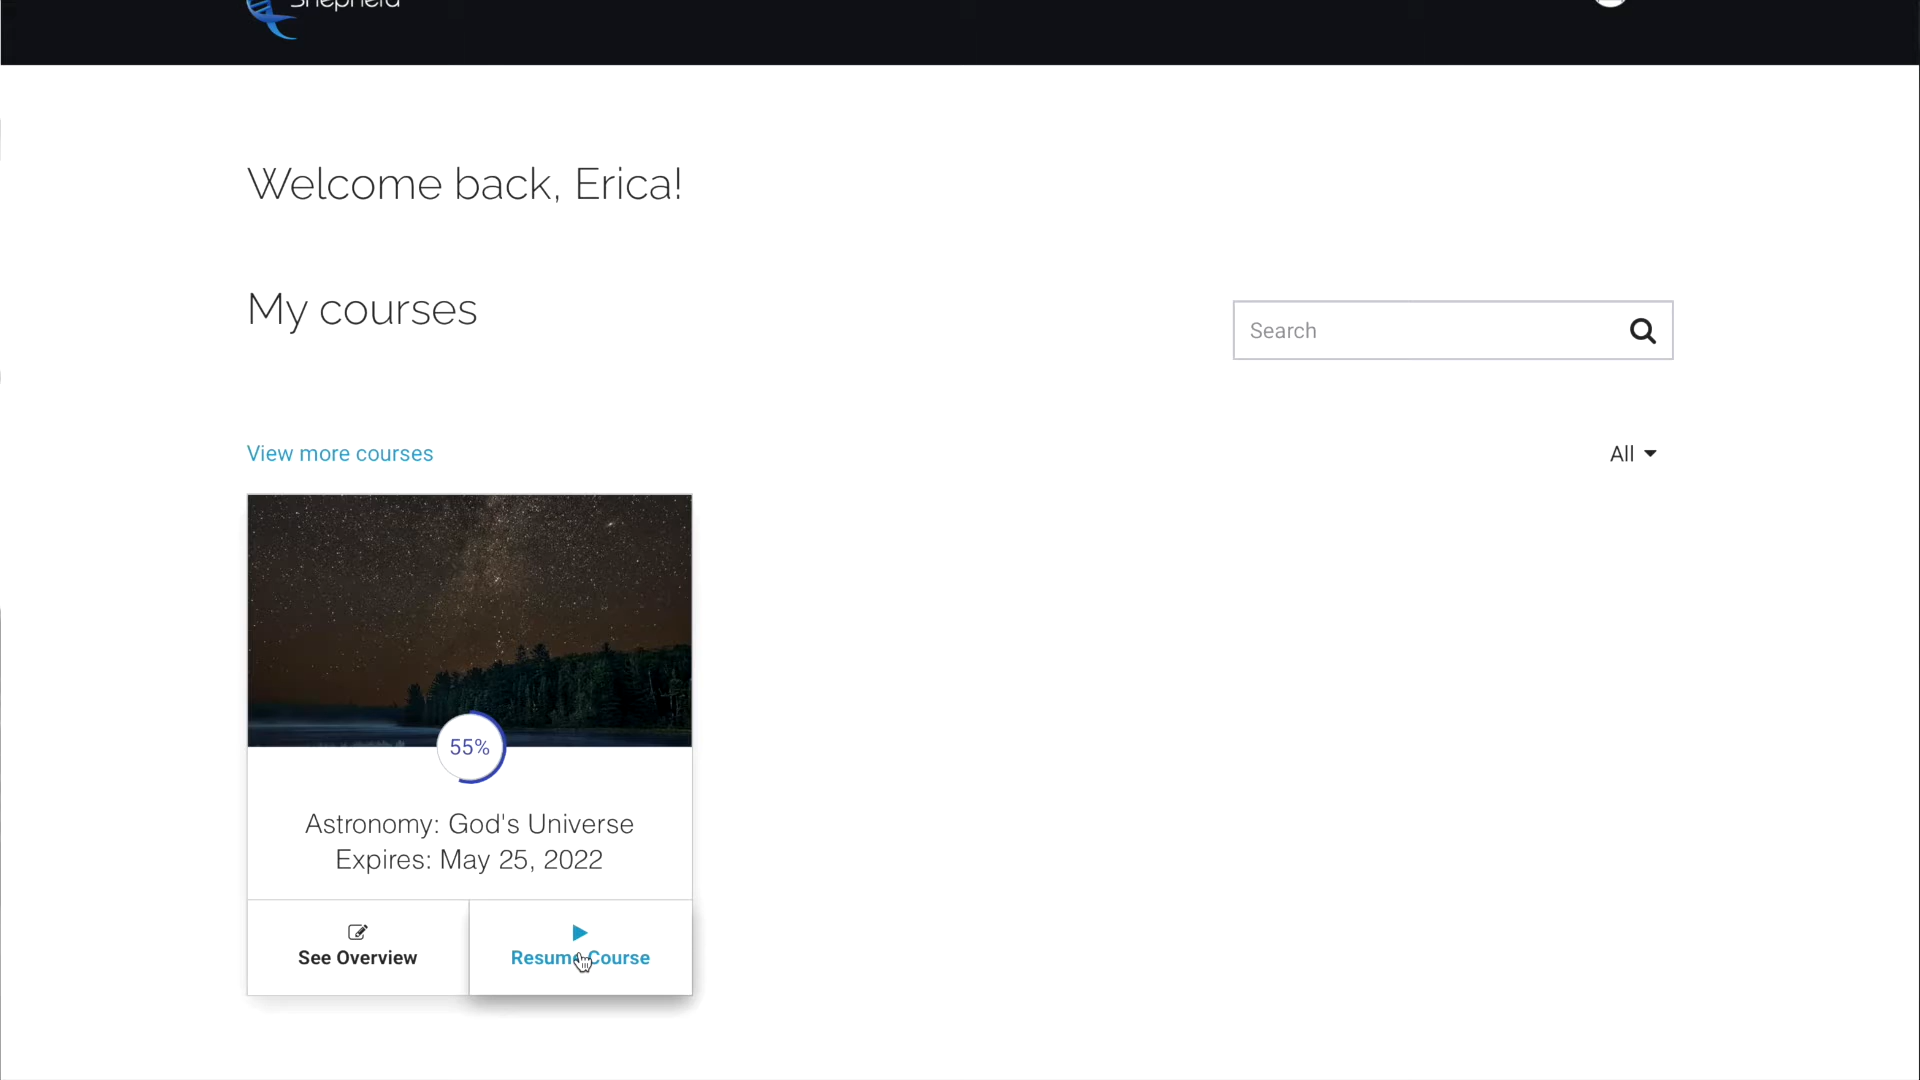 Shepherd
Welcome back, Erica!
My courses
Search
View more courses
All
55%
Astronomy: God's Universe
Expires: May 25, 2022
See Overview
Resume Course